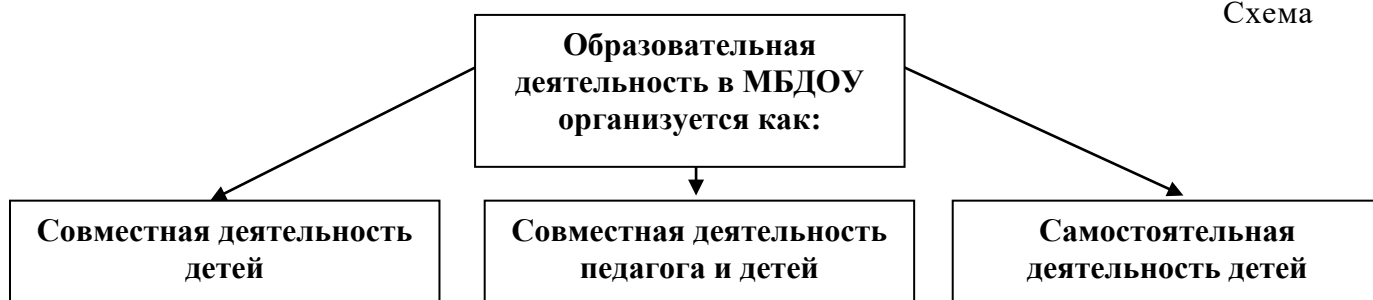 Схема
Образовательная
деятельность в МБДОУ
организуется как:
Совместная деятельность
детей
Совместная деятельность
педагога и детей
Самостоятельная
деятельность детей